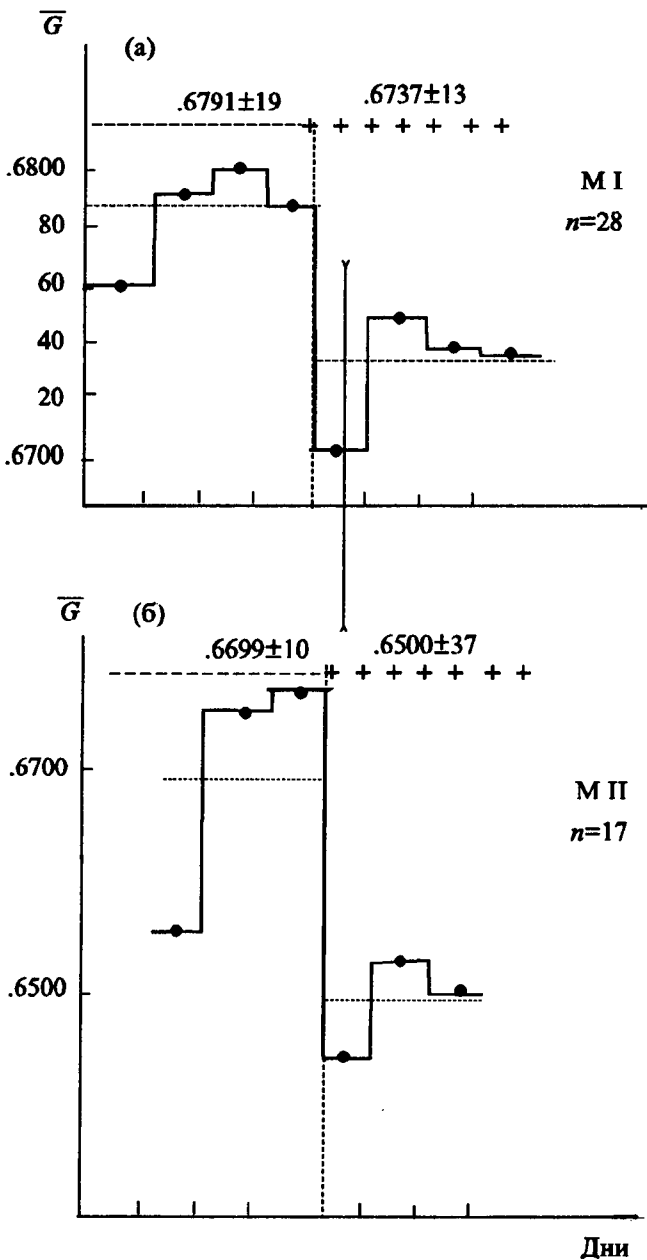 G
(а)
.6791±19
.6737±13
+ + + + + + +
.6800
М I
80
n=28
60
40
20
.6700
G
(б)
.6699±10
.6500±37
+ + + + + + +
.6700
М II
n=17
.6500
Дни